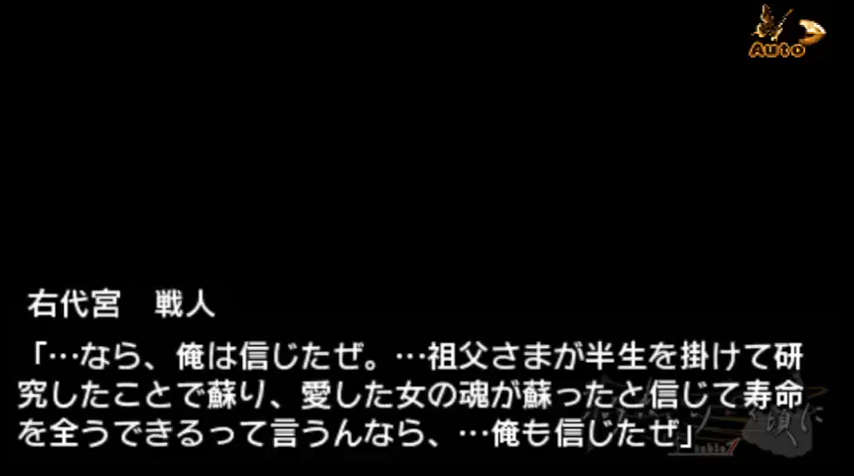 Auto
右代宮　戦人
「…なら、俺は信じたぜ。…祖父さまが半生を掛けて研
究したことで蘇り、愛した女の魂が蘇ったと信じて寿命
を全うできるって言うんなら、…俺も信じたぜ」
頃に